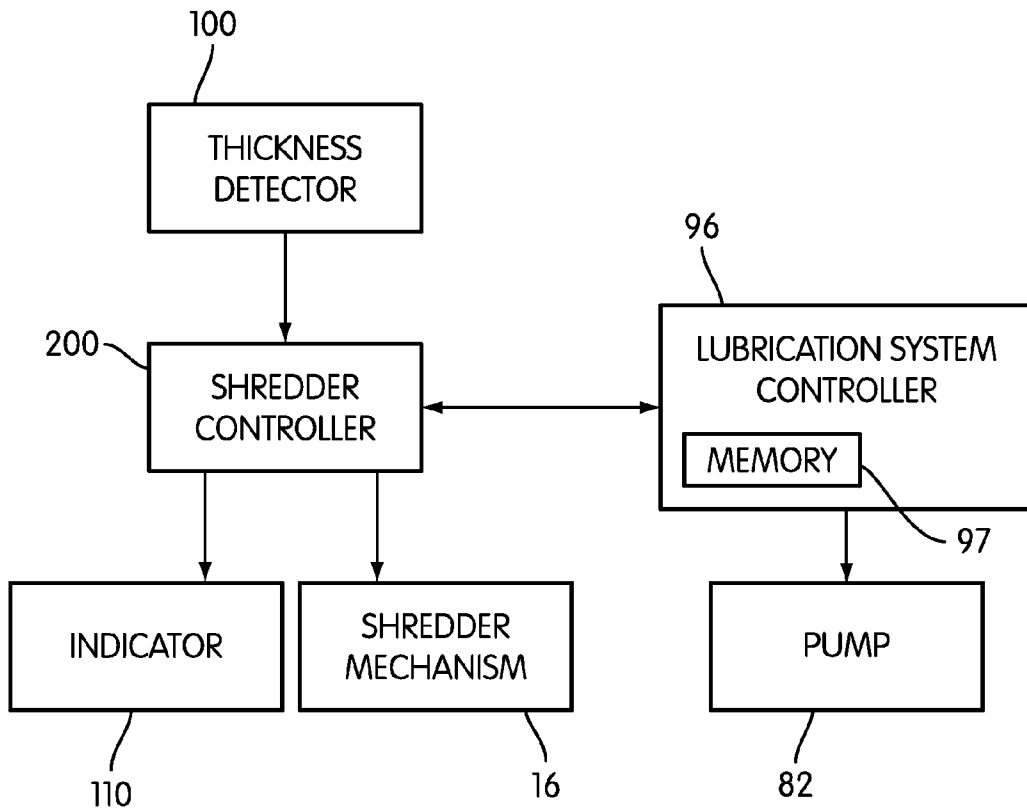 100
THICKNESS
DETECTOR
96
200
SHREDDER
CONTROLLER
LUBRICATION SYSTEM
CONTROLLER
MEMORY
97
INDICATOR
SHREDDER
MECHANISM
PUMP
110
16
82